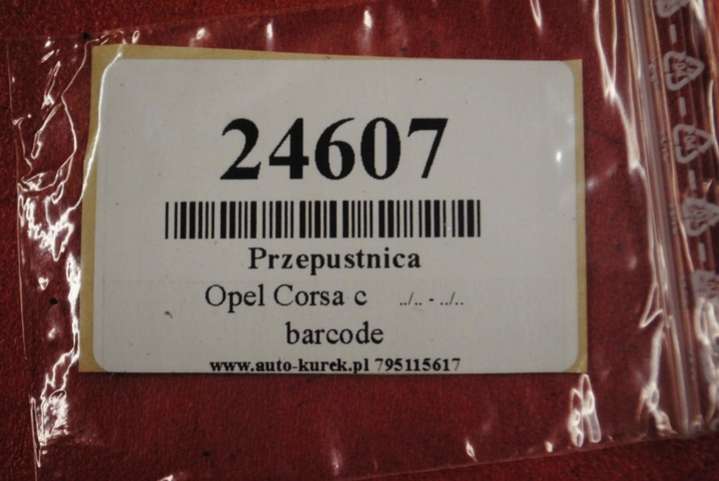 24607
Przepustnica
Opel Corsa c ../.. - ../..
barcode
www.auto-kurek.pl 795115617